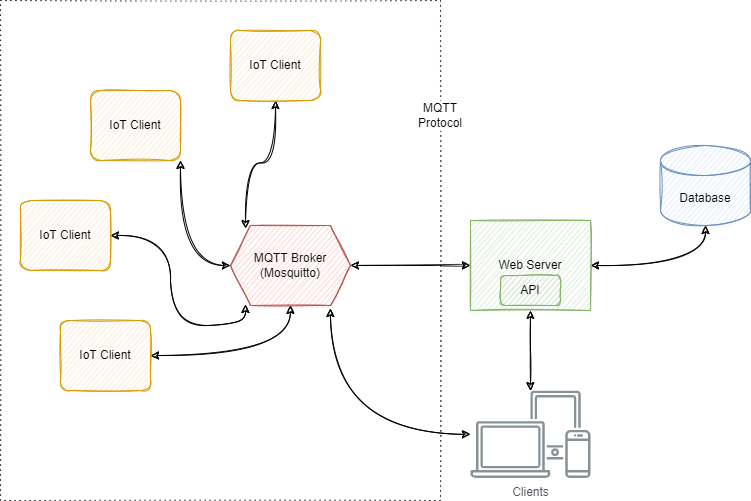 IoT Client
MQTT
Protocol
IoT Client
Database
IoT Client
MQTT Broker
(Mosquitto)
Web Server
API
IoT Client
Clients